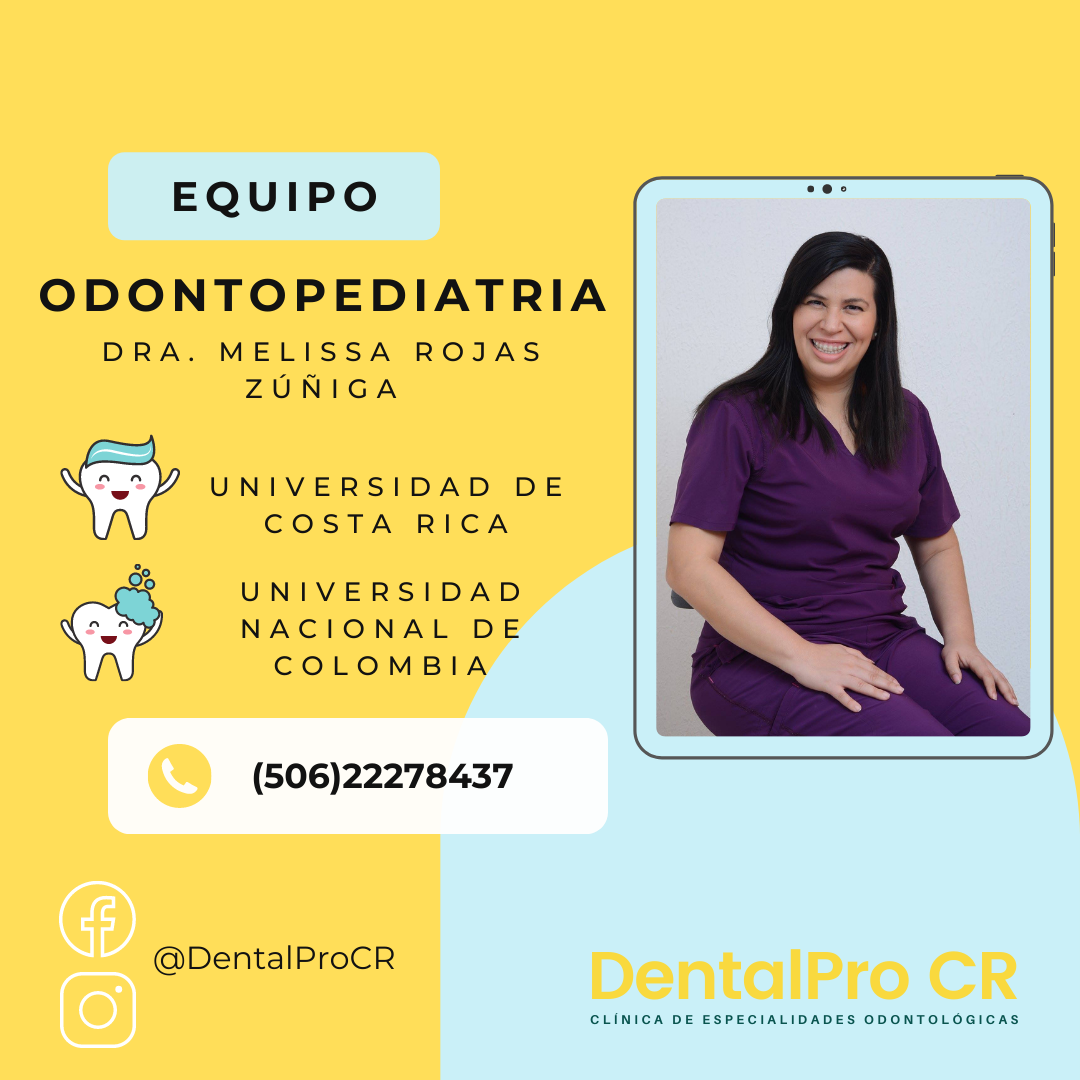 EQUIPO
ODONTOPEDIATRIA
DRA. MELISSA ROJAS
ZÚÑIGA
UNIVERSIDAD DE
COSTA RICA
UNIVERSIDAD
NACIONAL DE
COLOMBIA
(506)22278437
@DentalProCR
DentalPro CR
CLÍNICA DE ESPECIALIDADES ODONTOLÓGICAS